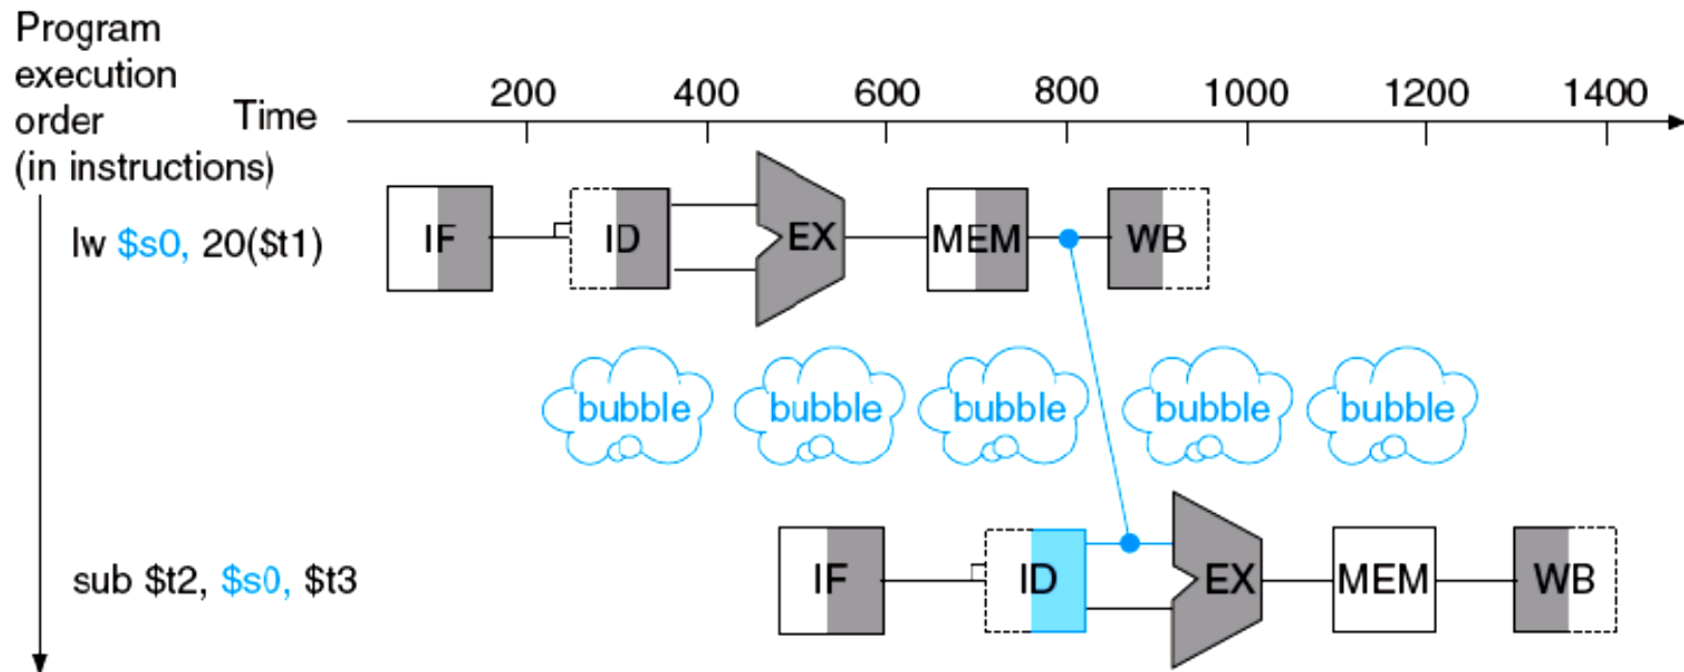 Program
execution
order
(in instructions)
Time
200 400 600 800 1000 1200 1400
lw $s0, 20($t1)
IF ID EX MEM WB
bubble bubble bubble bubble bubble
sub $t2, $s0, $t3
IF ID EX MEM WB